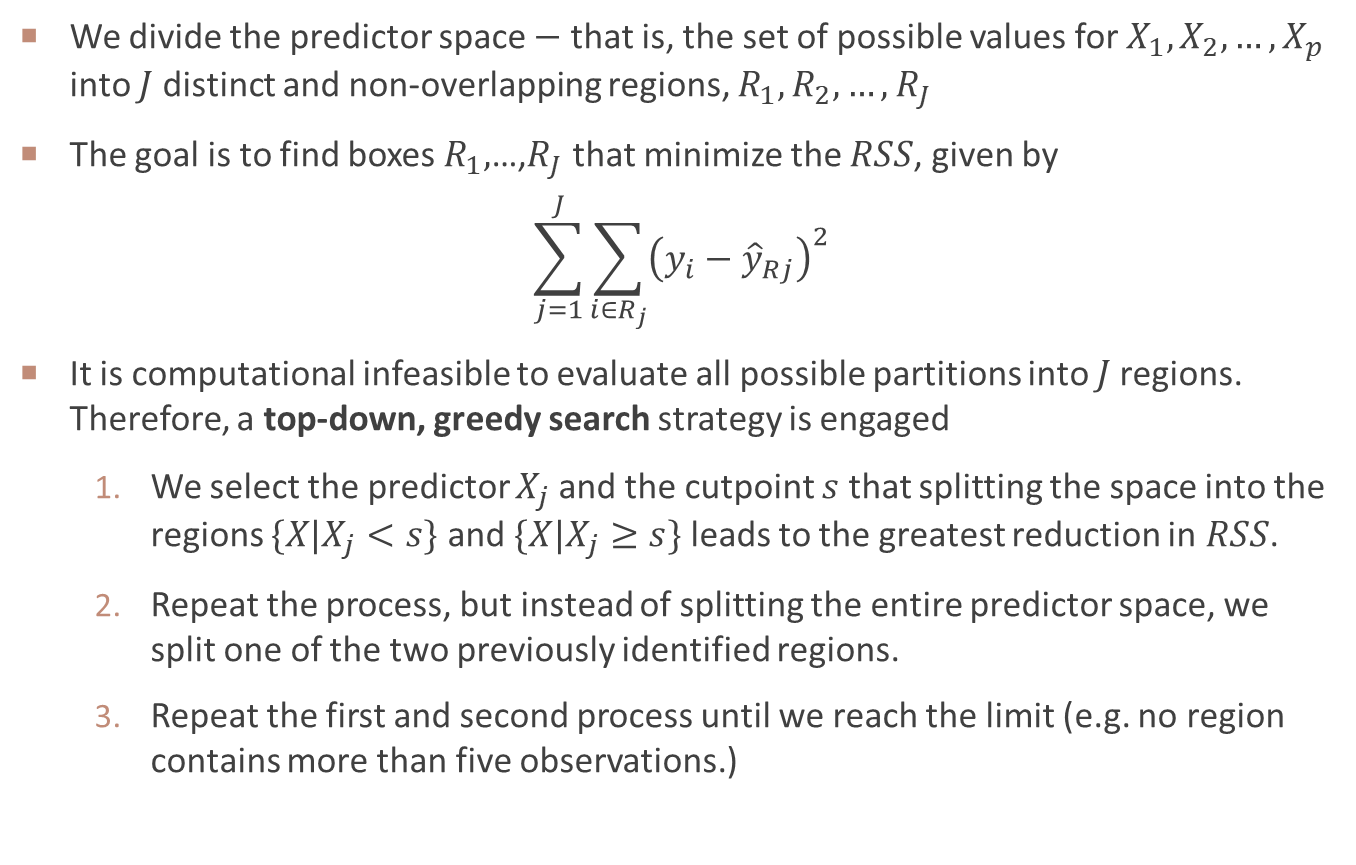 ▪ We divide the predictor space – that is, the set of possible values for X₁, X₂, … , Xₚ
into J distinct and non-overlapping regions, R₁, R₂, … , R_J
▪ The goal is to find boxes R₁,…,R_J that minimize the RSS, given by
∑_{j=1}^{J} ∑_{i∈R_j} (y_i − ŷ_{Rj})²
▪ It is computational infeasible to evaluate all possible partitions into J regions.
Therefore, a top-down, greedy search strategy is engaged
1. We select the predictor X_j and the cutpoint s that splitting the space into the
regions {X|X_j < s} and {X|X_j ≥ s} leads to the greatest reduction in RSS.
2. Repeat the process, but instead of splitting the entire predictor space, we
split one of the two previously identified regions.
3. Repeat the first and second process until we reach the limit (e.g. no region
contains more than five observations.)